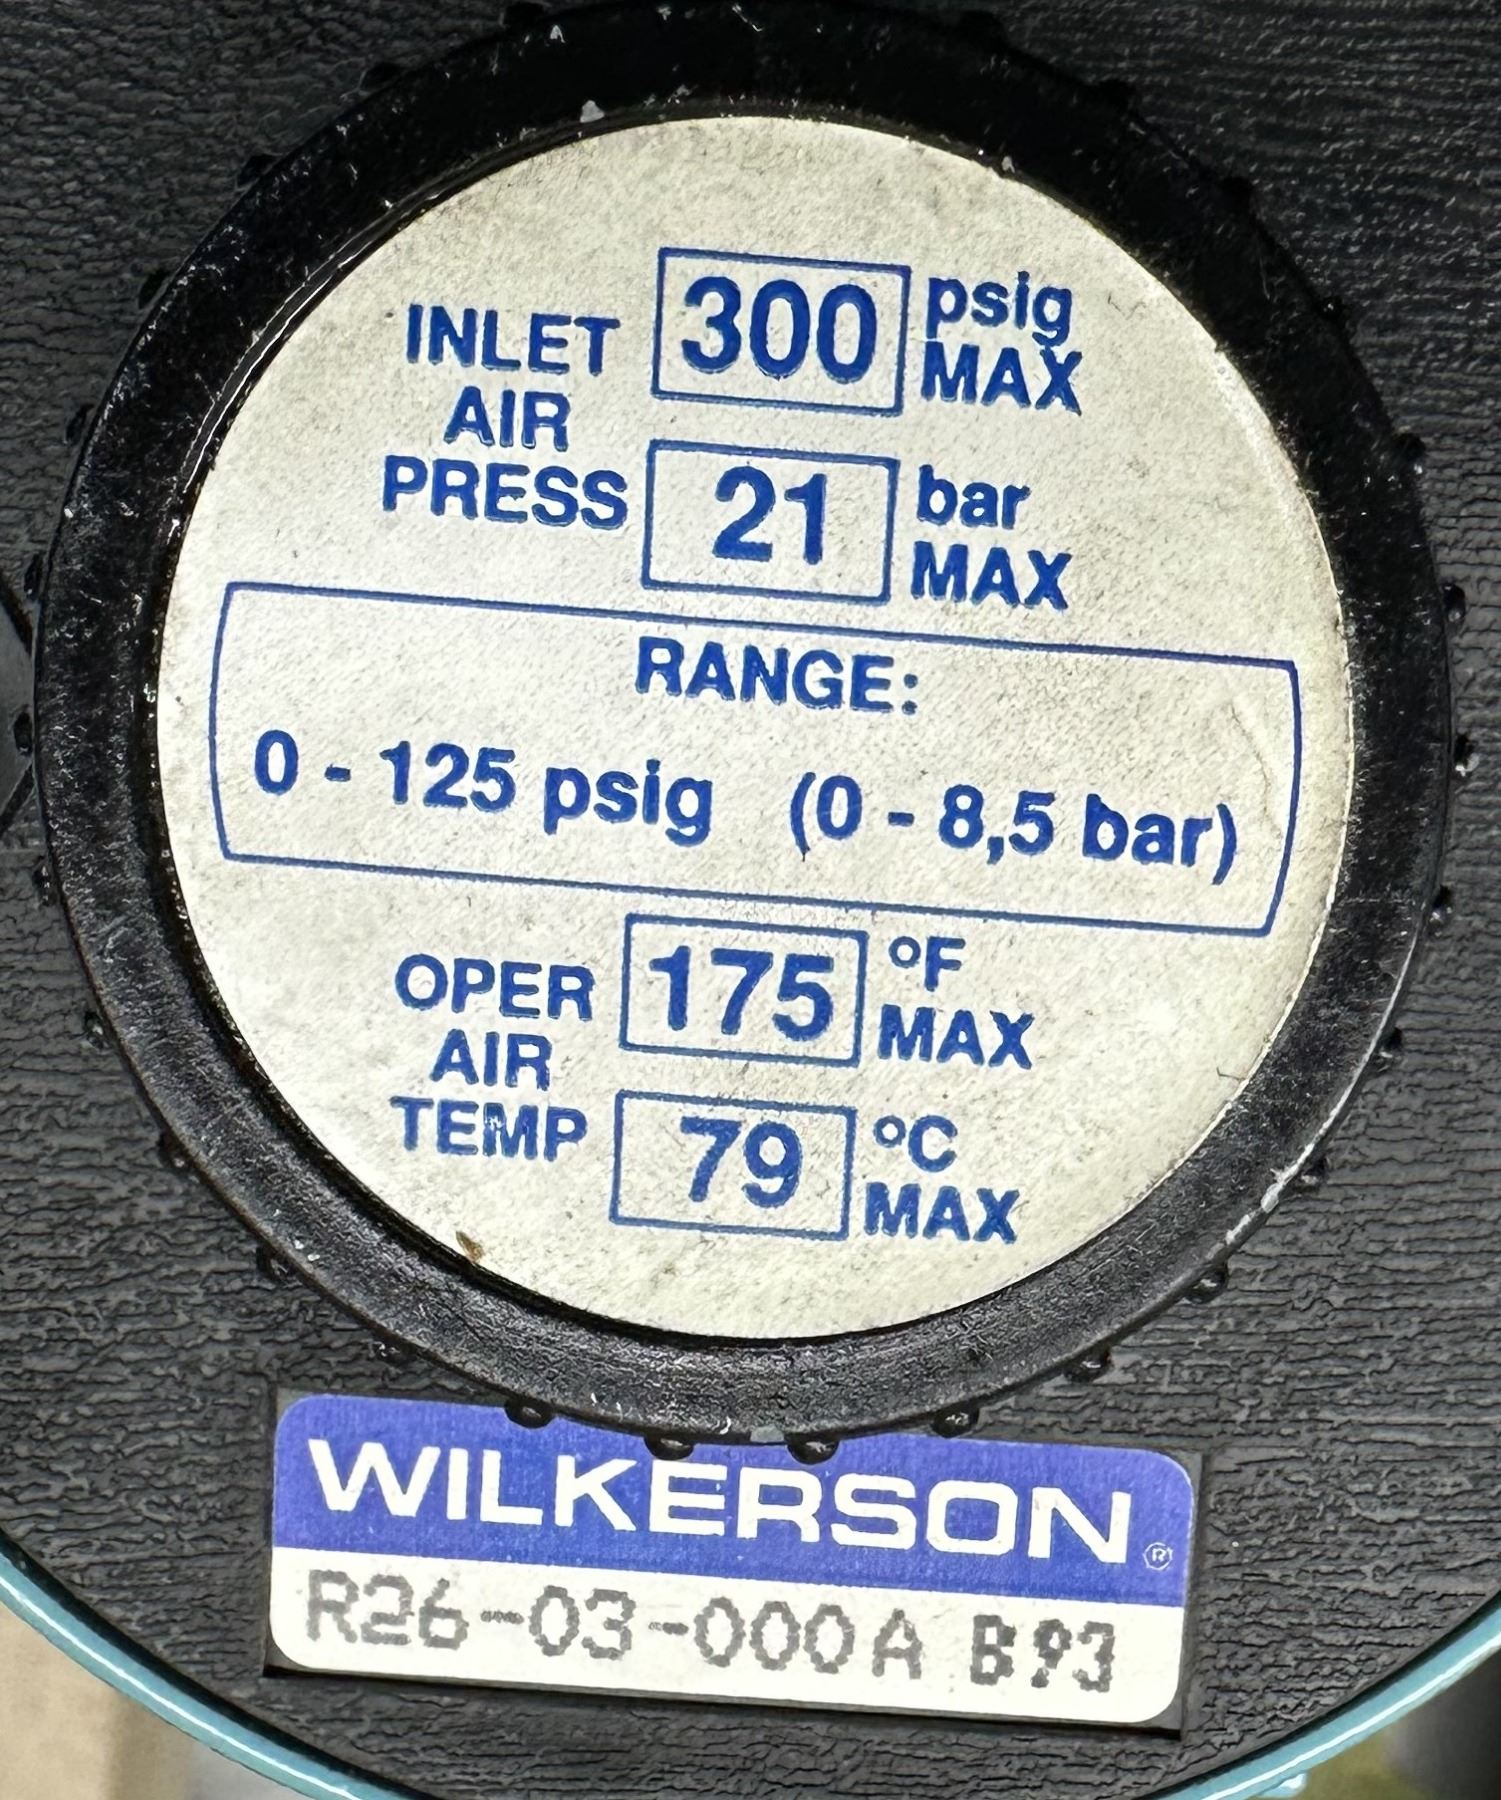 INLET AIR PRESS
300 psig MAX
21 bar MAX
RANGE:
0 - 125 psig (0 - 8,5 bar)
OPER AIR TEMP
175 °F MAX
79 °C MAX
WILKERSON®
R26-03-000A B93